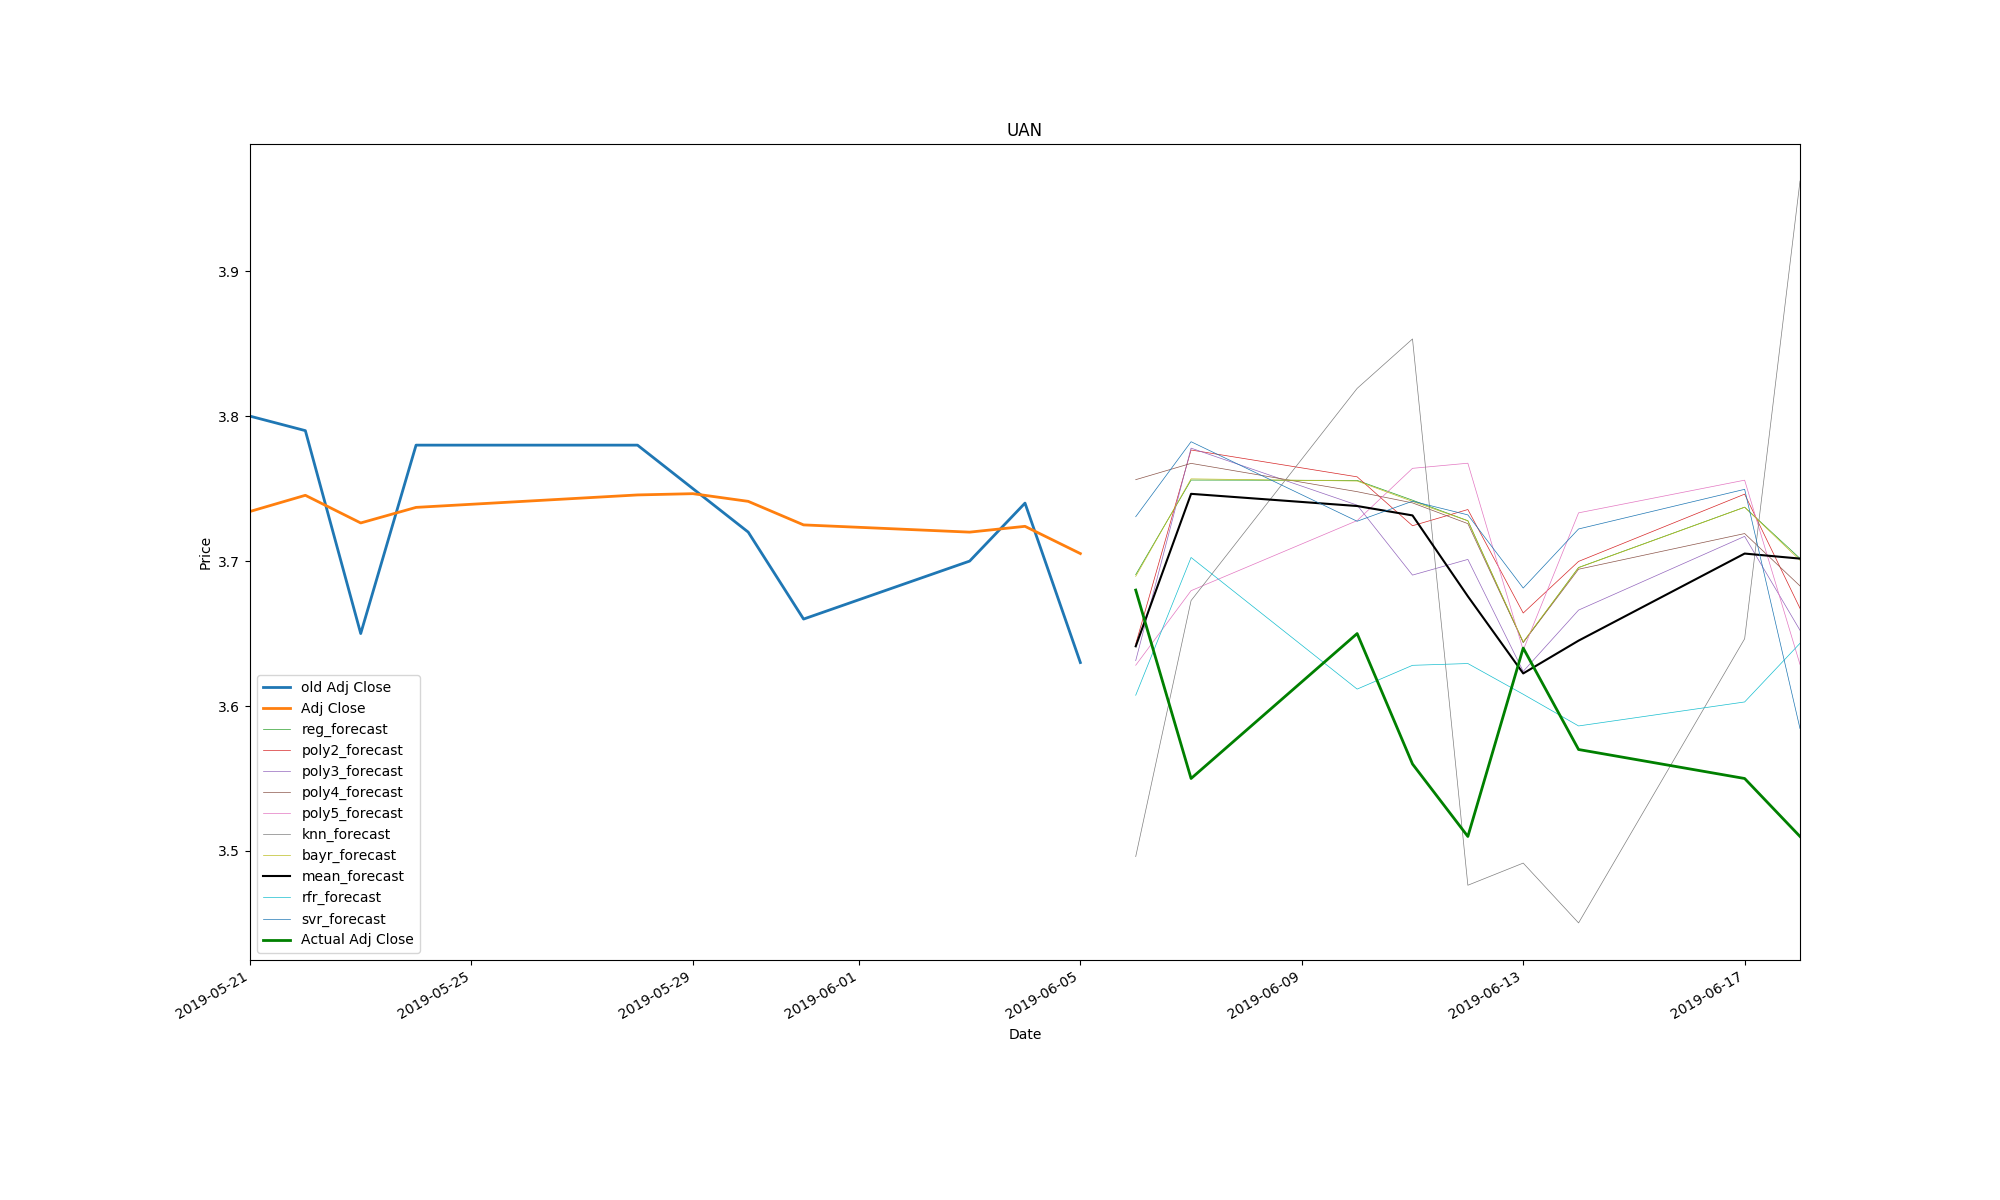 UAN
3.9
3.8
3.7
3.6
3.5
Price
old Adj Close
Adj Close
reg_forecast
poly2_forecast
poly3_forecast
poly4_forecast
poly5_forecast
knn_forecast
bayr_forecast
mean_forecast
rfr_forecast
svr_forecast
Actual Adj Close
2019-05-21
2019-05-25
2019-05-29
2019-06-01
2019-06-05
2019-06-09
2019-06-13
2019-06-17
Date